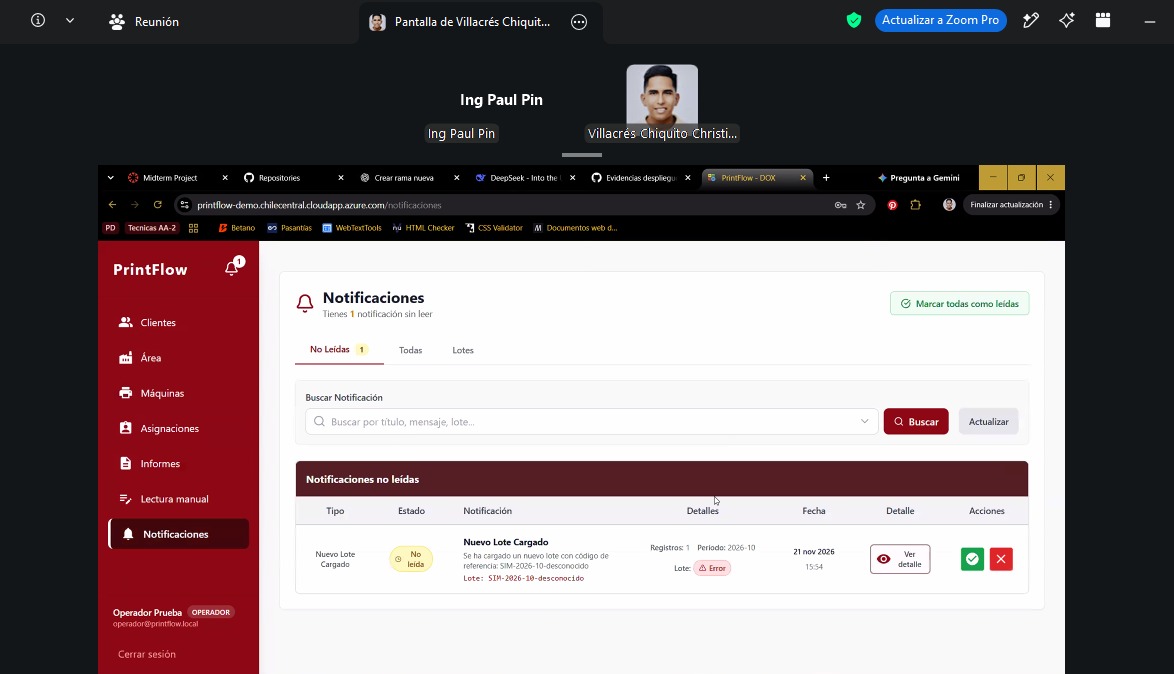 Reunión
Pantalla de Villacrés Chiquit...
Actualizar a Zoom Pro
Ing Paul Pin
Ing Paul Pin
Villacrés Chiquito Christi...
Midterm Project
Repositories
Crear rama nueva
DeepSeek - Into the
Evidencias despliegu
PrintFlow - DOX
Pregunta a Gemini
printflow-demo.chilecentral.cloudapp.azure.com/notificaciones
Finalizar actualización
PD
Tecnicas AA-2
Betano
Pasantías
WebTextTools
HTML Checker
CSS Validator
Documentos web d...
PrintFlow
1
Clientes
Área
Máquinas
Asignaciones
Informes
Lectura manual
Notificaciones
Operador Prueba OPERADOR
operador@printflow.local
Cerrar sesión
Notificaciones
Tienes 1 notificación sin leer
Marcar todas como leídas
No Leídas 1
Todas
Lotes
Buscar Notificación
Buscar por título, mensaje, lote...
Buscar
Actualizar
Notificaciones no leídas
Tipo Estado Notificación Detalles Fecha Detalle Acciones
Nuevo Lote
Cargado
No
leída
Nuevo Lote Cargado
Se ha cargado un nuevo lote con código de
referencia: SIM-2026-10-desconocido
Lote: SIM-2026-10-desconocido
Registros: 1 Período: 2026-10
Lote: Error
21 nov 2026
15:54
Ver
detalle